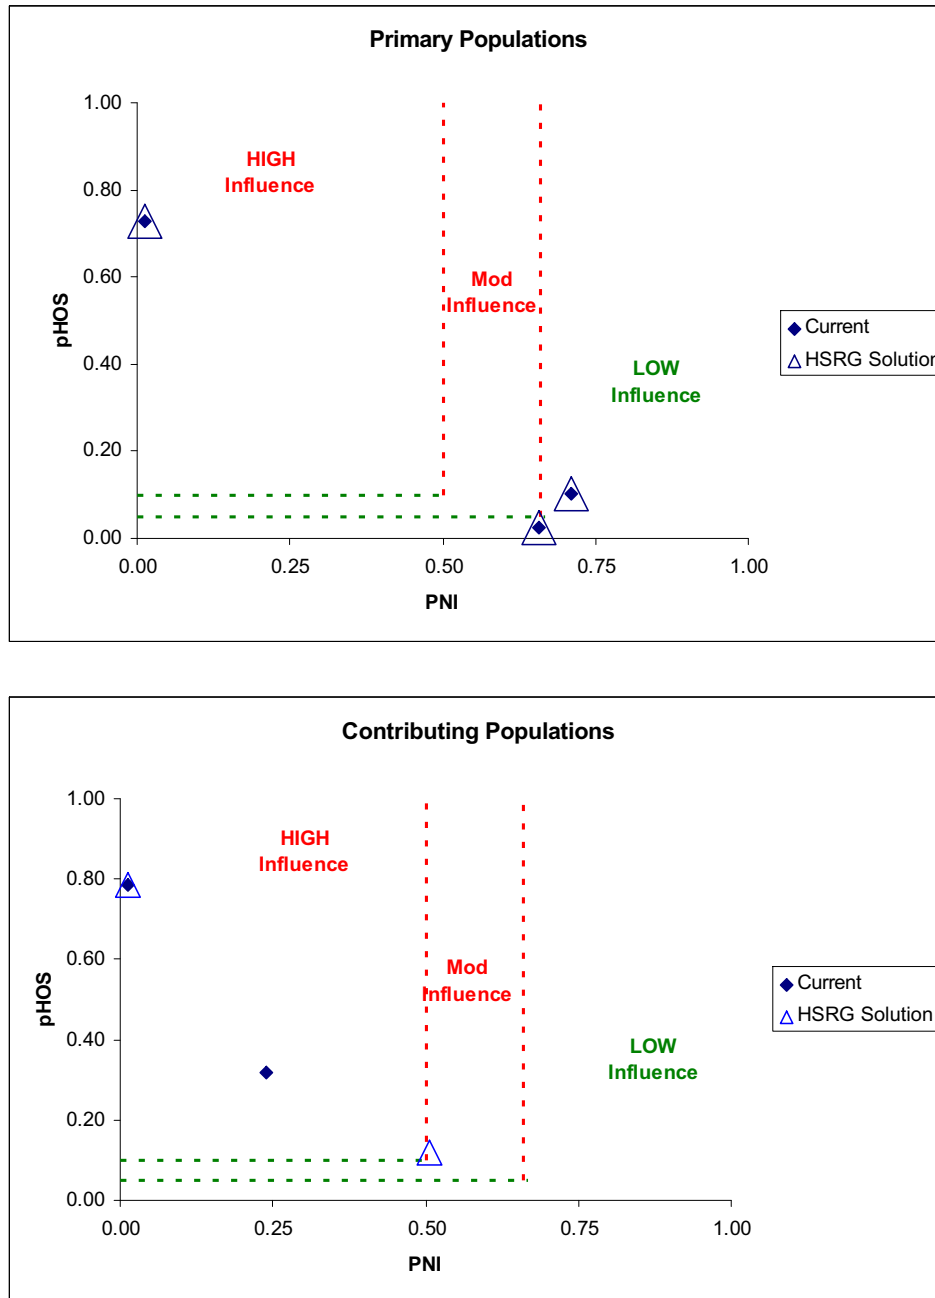 Primary Populations
1.00
0.80
0.60
0.40
0.20
0.00
pHOS
HIGH
Influence
Mod
Influence
LOW
Influence
Current
HSRG Solution
0.00 0.25 0.50 0.75 1.00
PNI
Contributing Populations
1.00
0.80
0.60
0.40
0.20
0.00
pHOS
HIGH
Influence
Mod
Influence
LOW
Influence
Current
HSRG Solution
0.00 0.25 0.50 0.75 1.00
PNI